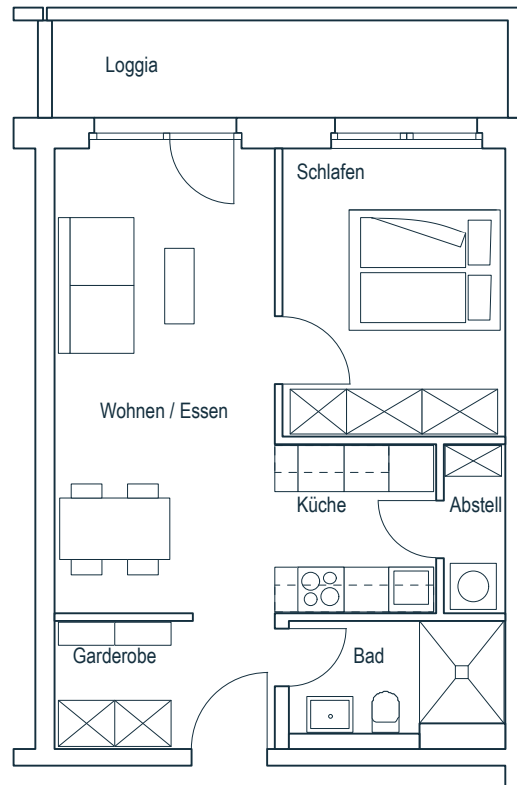 Loggia
Schlafen
Wohnen / Essen
Küche
Abstell
Garderobe
Bad